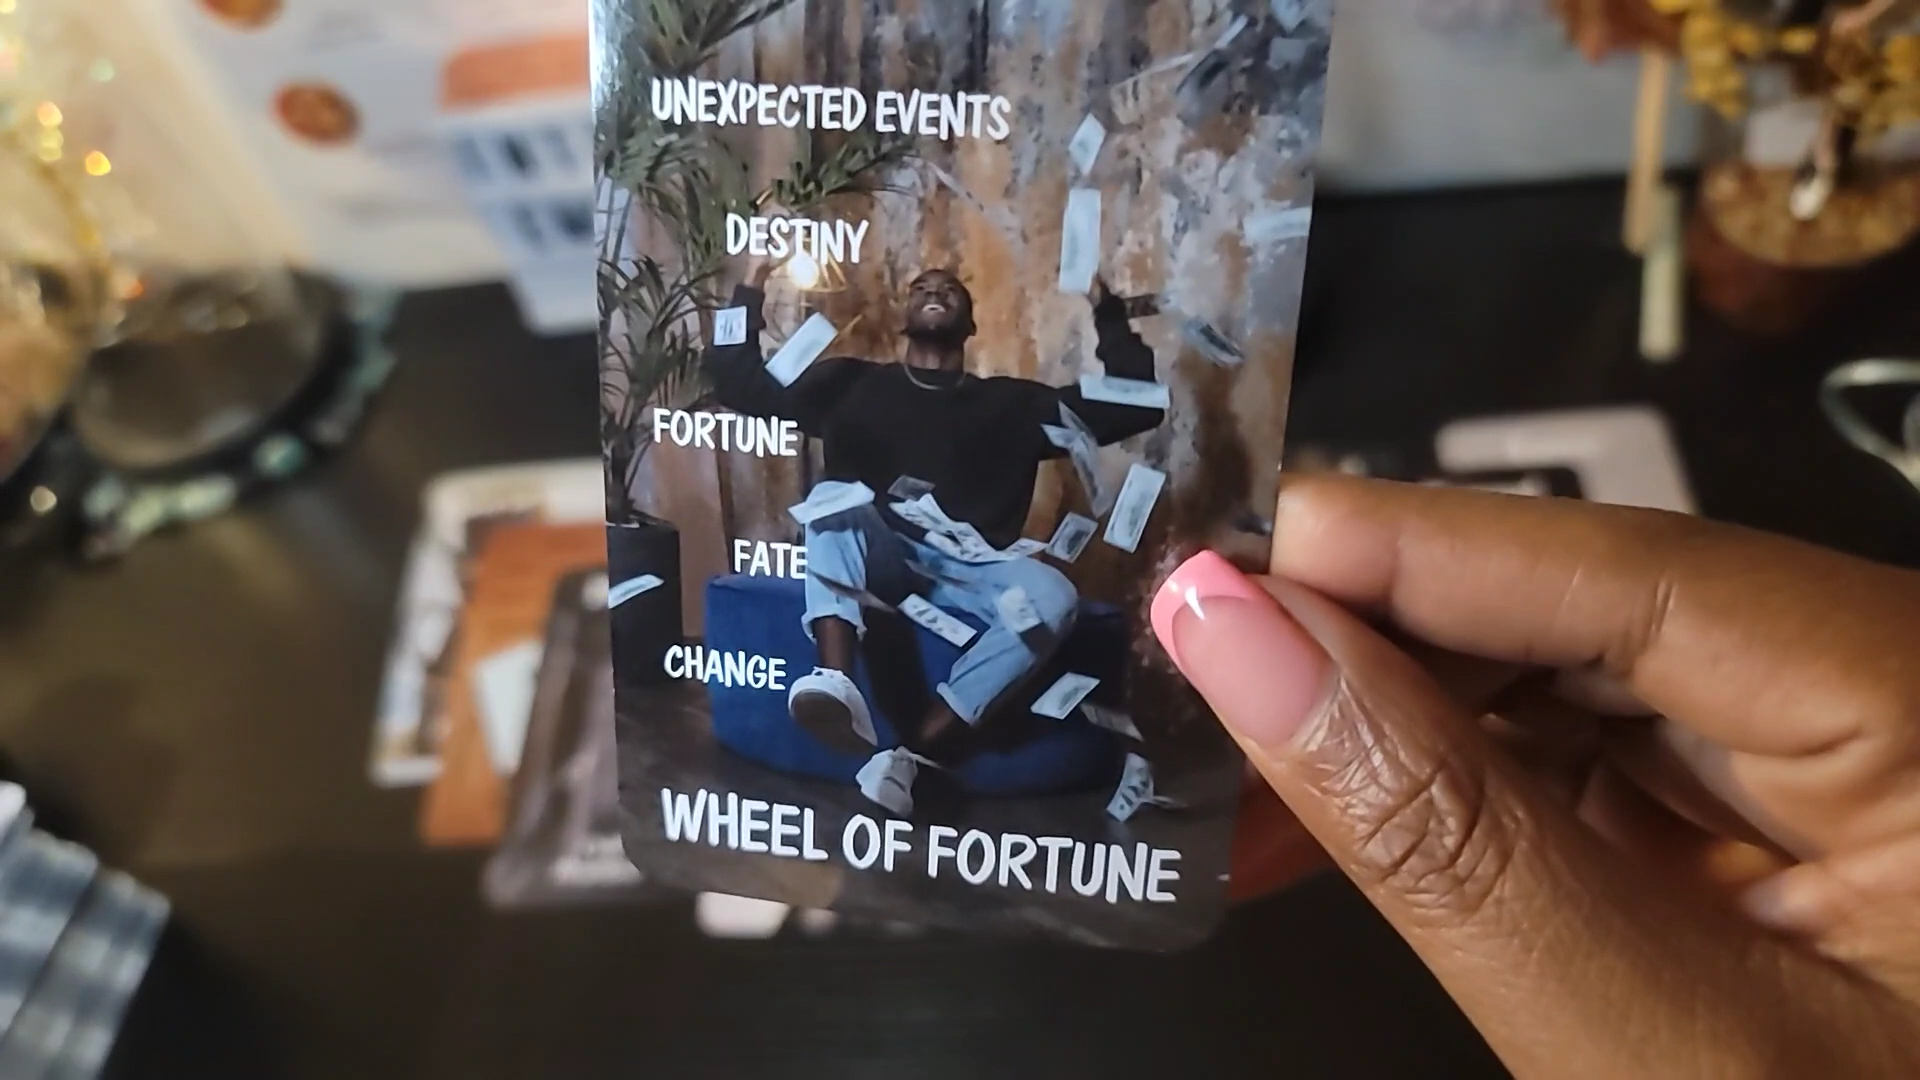 UNEXPECTED EVENTS
DESTINY
FORTUNE
FATE
CHANGE
WHEEL OF FORTUNE